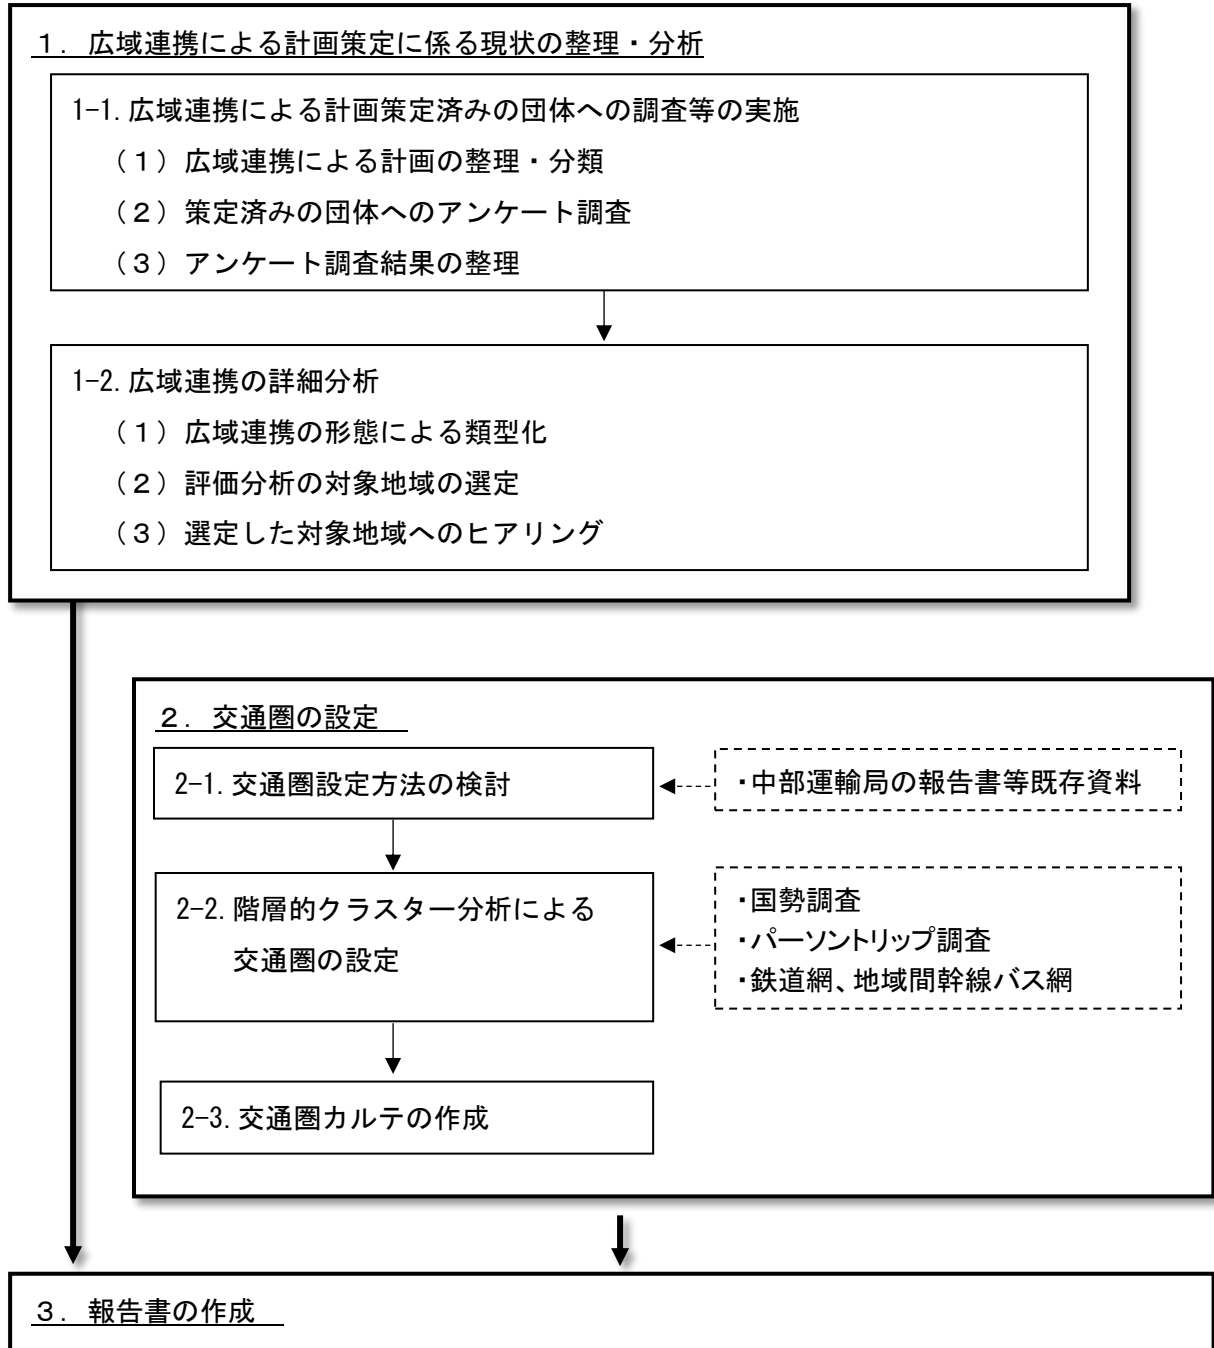 １．広域連携による計画策定に係る現状の整理・分析
1-1.広域連携による計画策定済みの団体への調査等の実施
（１）広域連携による計画の整理・分類
（２）策定済みの団体へのアンケート調査
（３）アンケート調査結果の整理
1-2.広域連携の詳細分析
（１）広域連携の形態による類型化
（２）評価分析の対象地域の選定
（３）選定した対象地域へのヒアリング
２．交通圏の設定
2-1.交通圏設定方法の検討
・中部運輸局の報告書等既存資料
2-2.階層的クラスター分析による
交通圏の設定
・国勢調査
・パーソントリップ調査
・鉄道網、地域間幹線バス網
2-3.交通圏カルテの作成
３．報告書の作成